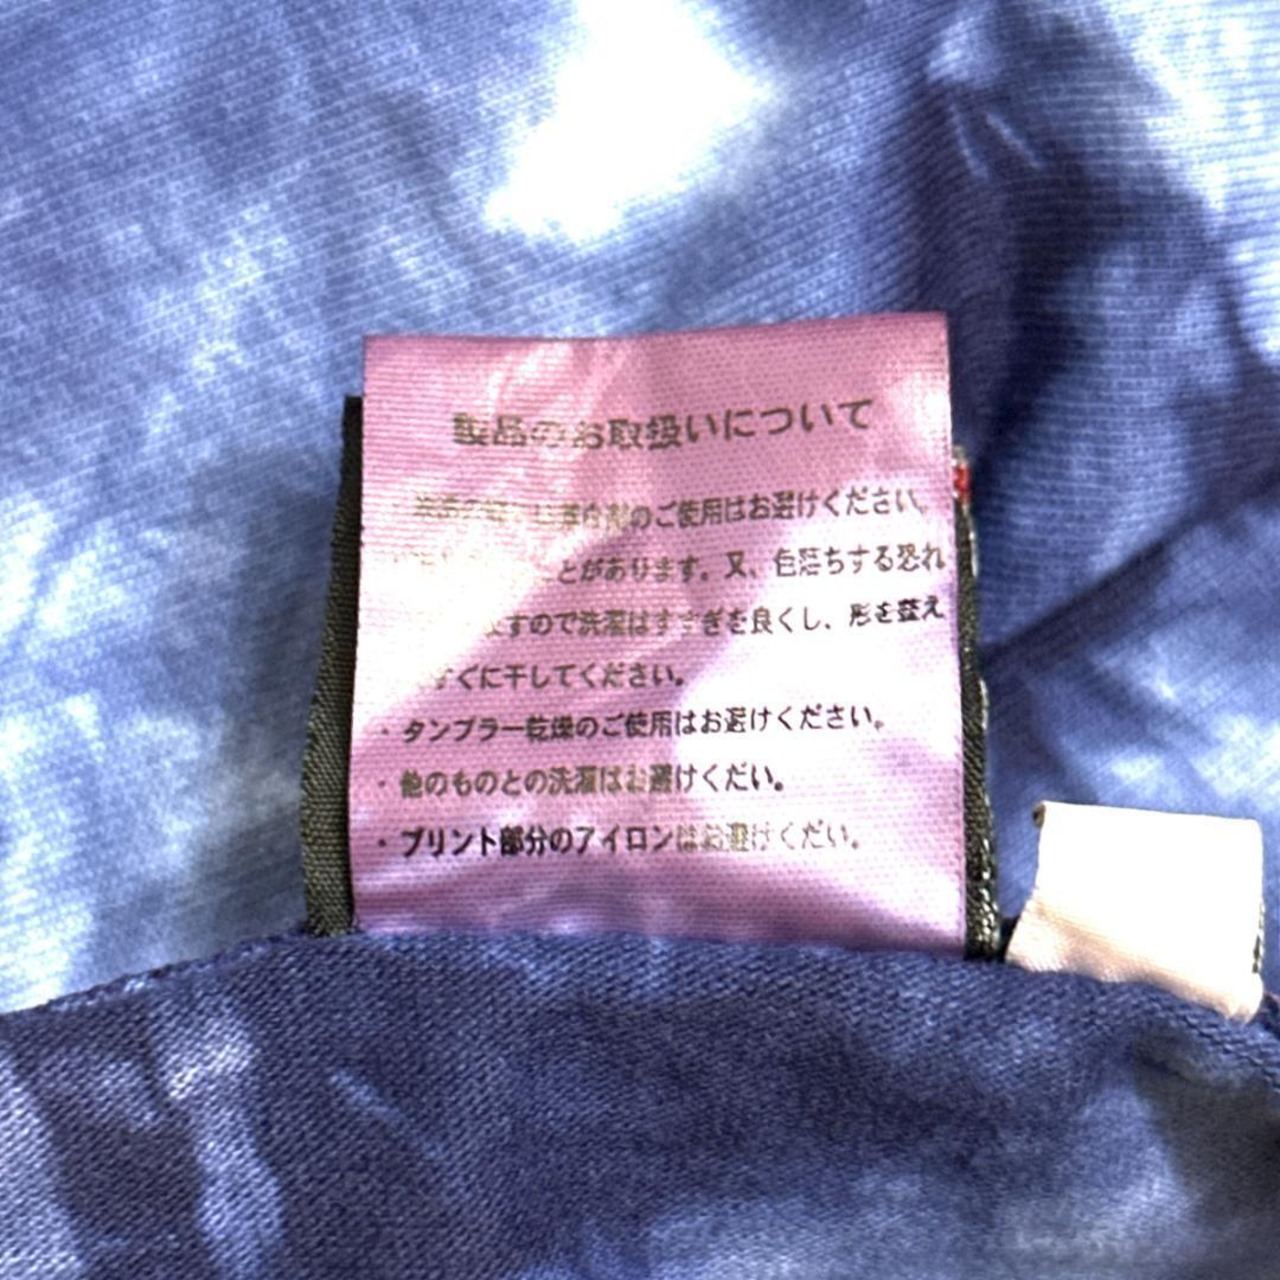 製品のお取扱いについて
のご使用はお避けください。
とがあります。又、色落ちする恐れ
すので洗濯はすすぎを良くし、形を整え
すぐに干してください。
・タンブラー乾燥のご使用はお避けください。
・他のものとの洗濯はお避けくだい。
・プリント部分のアイロンはお避けくだい。